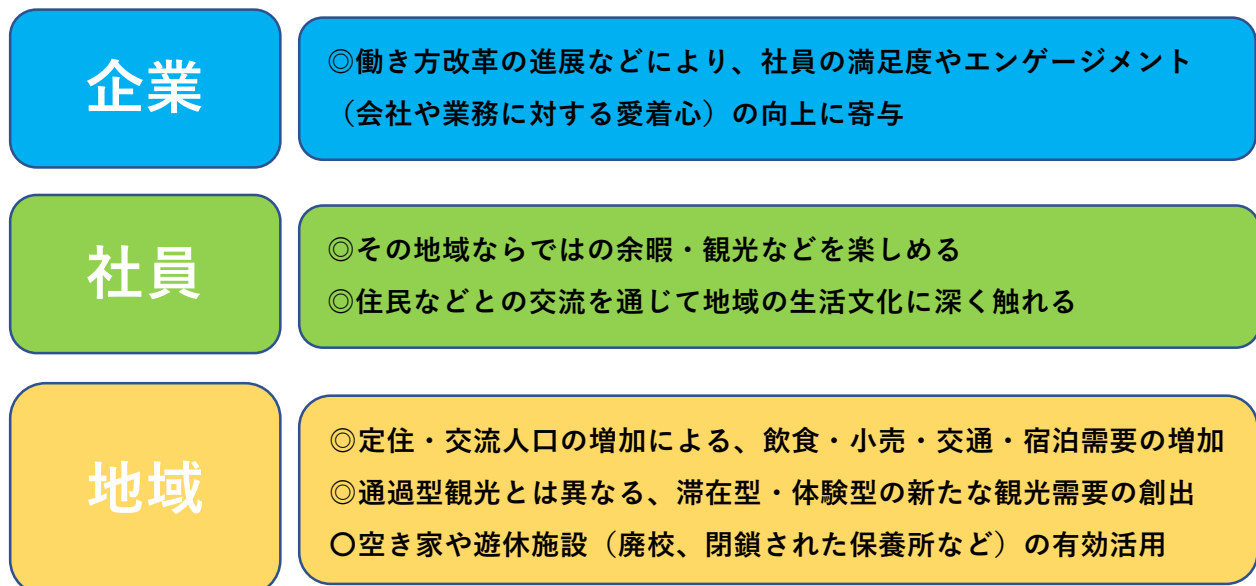 企業
◎働き方改革の進展などにより、社員の満足度やエンゲージメント
（会社や業務に対する愛着心）の向上に寄与
社員
◎その地域ならではの余暇・観光などを楽しめる
◎住民などとの交流を通じて地域の生活文化に深く触れる
地域
◎定住・交流人口の増加による、飲食・小売・交通・宿泊需要の増加
◎通過型観光とは異なる、滞在型・体験型の新たな観光需要の創出
〇空き家や遊休施設（廃校、閉鎖された保養所など）の有効活用